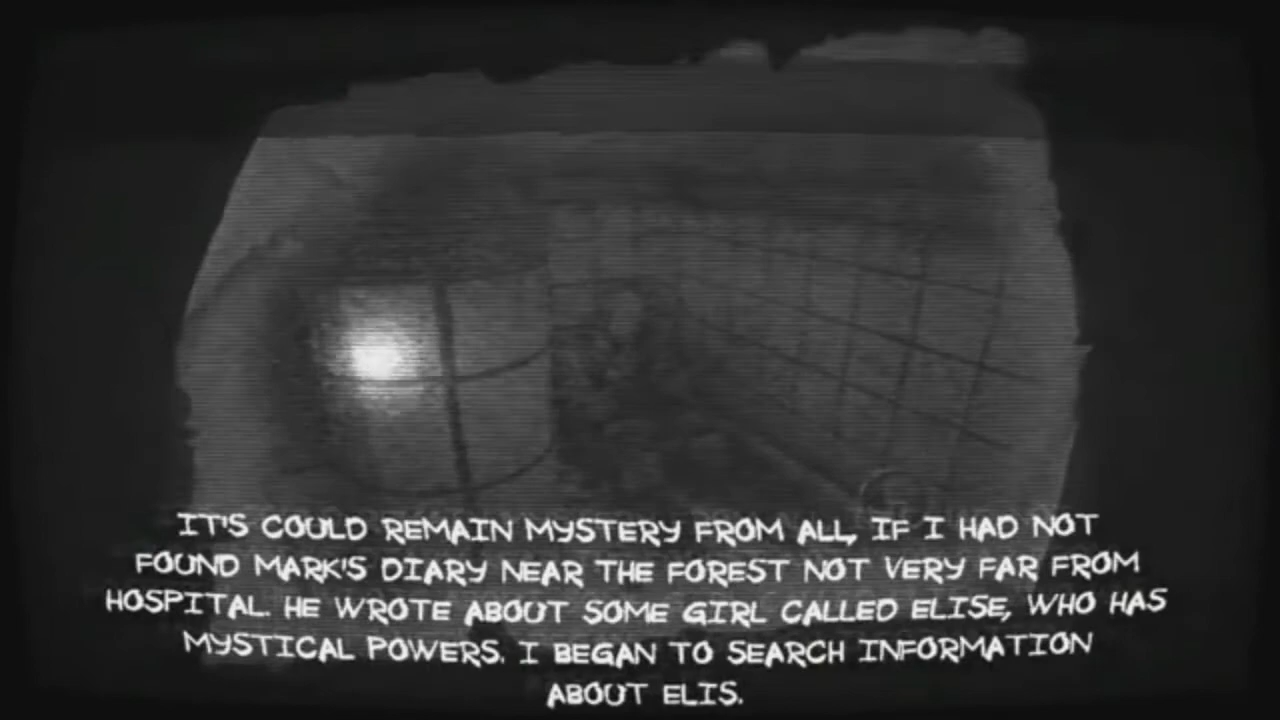 IT'S COULD REMAIN MYSTERY FROM ALL, IF I HAD NOT
FOUND MARK'S DIARY NEAR THE FOREST NOT VERY FAR FROM
HOSPITAL. HE WROTE ABOUT SOME GIRL CALLED ELISE, WHO HAS
MYSTICAL POWERS. I BEGAN TO SEARCH INFORMATION
ABOUT ELIS.